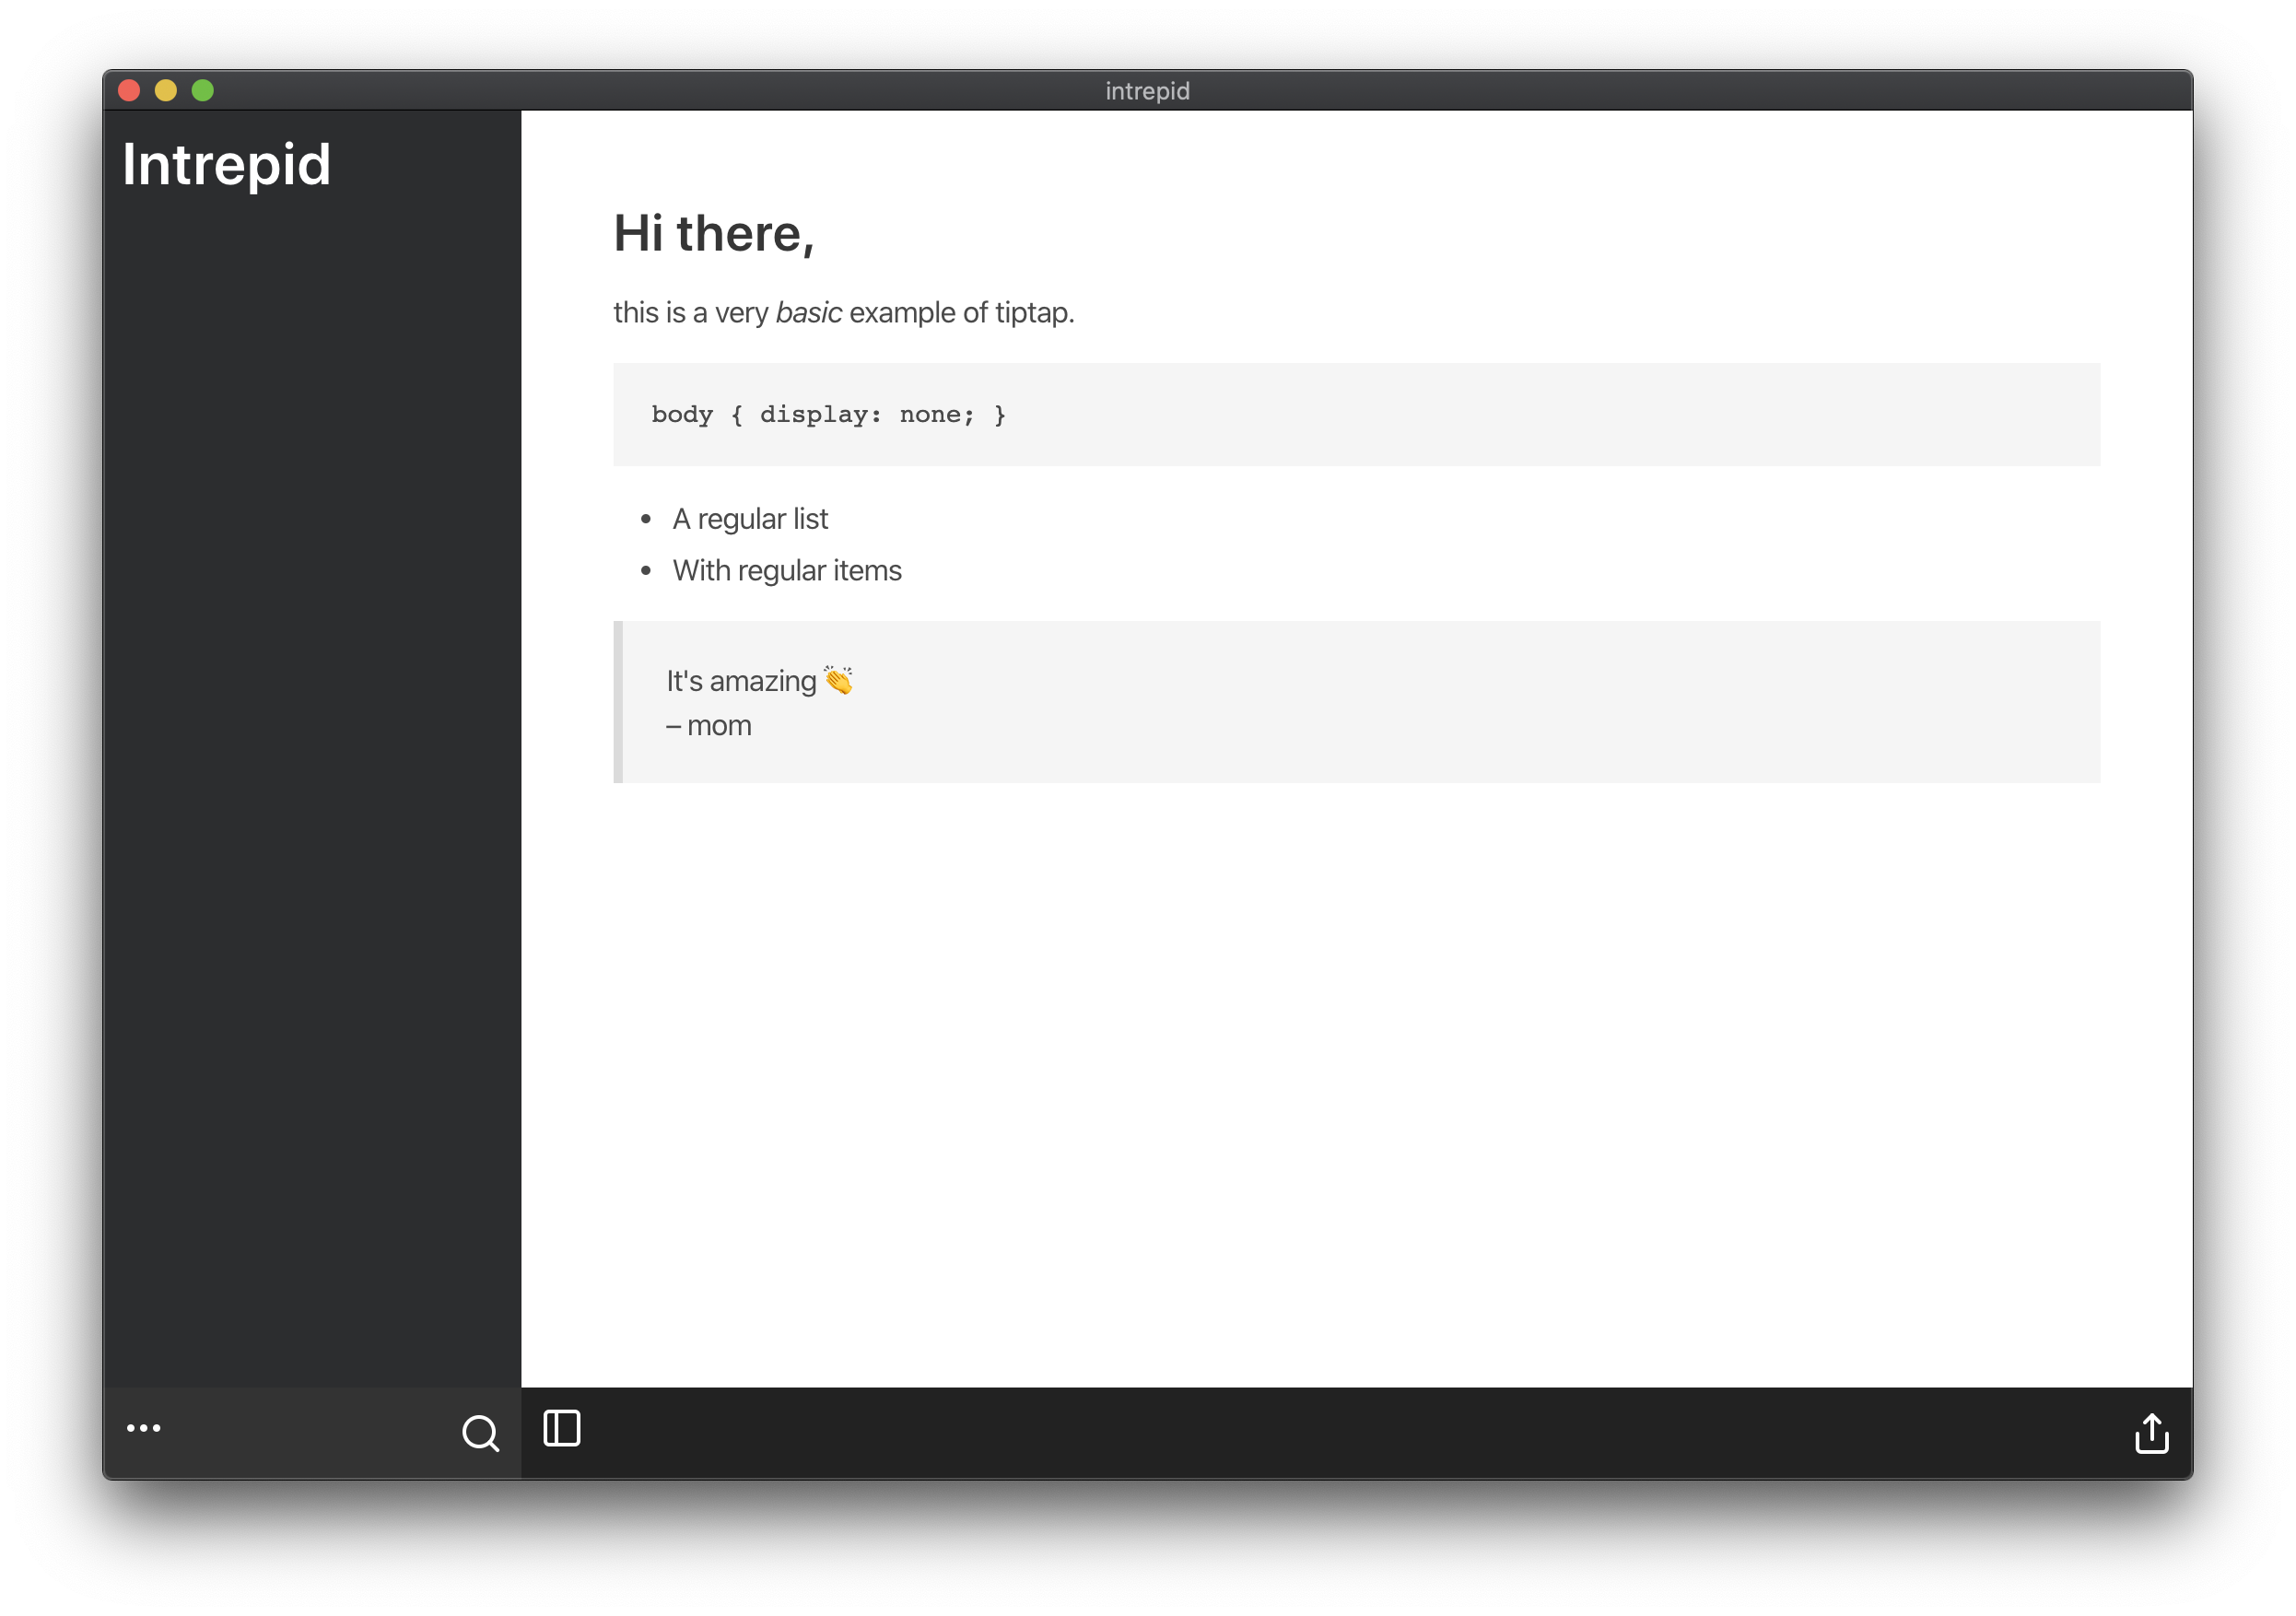 intrepid
Intrepid
Hi there,
this is a very basic example of tiptap.
body { display: none; }
• A regular list
• With regular items
It's amazing 👏
– mom